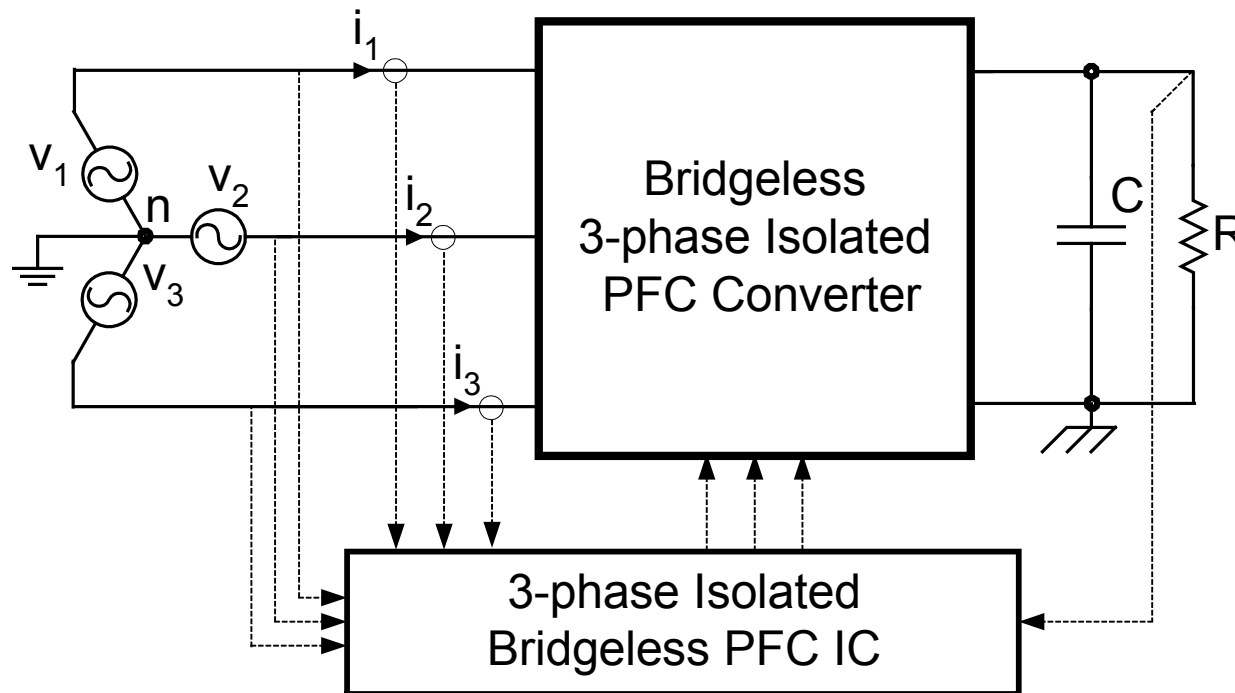 i1
v1
v2
n
i2
v3
i3
Bridgeless
3-phase Isolated
PFC Converter
C
R
3-phase Isolated
Bridgeless PFC IC